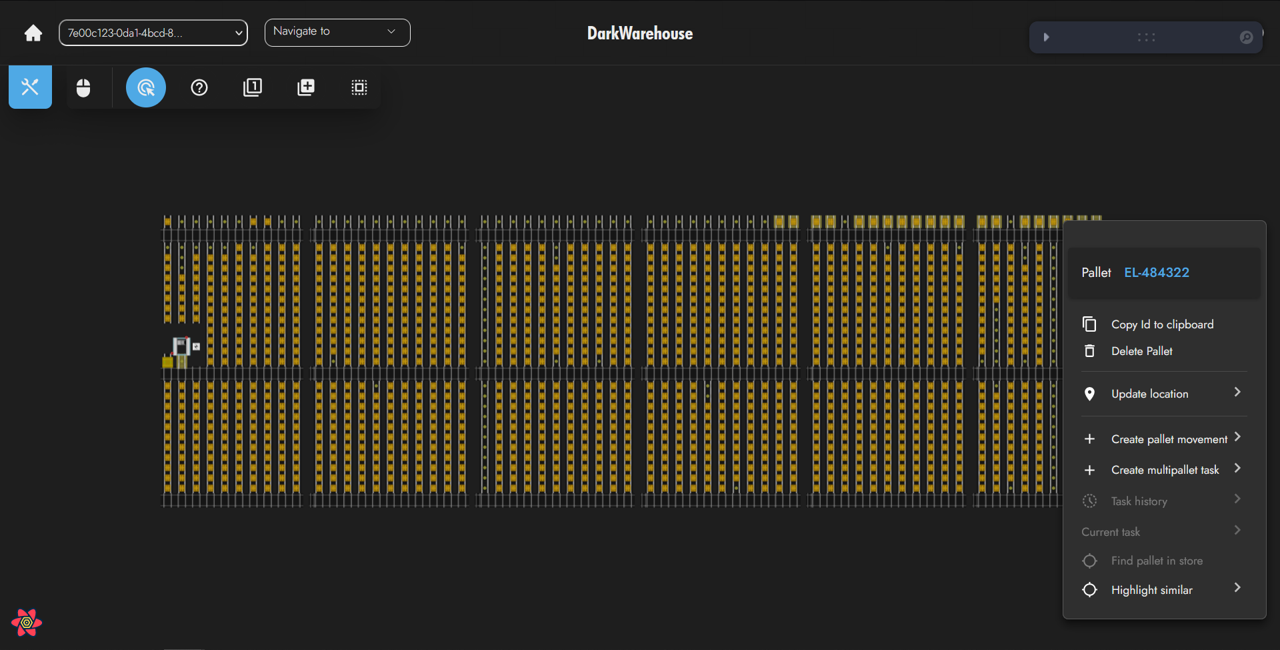 7e00c123-0da1-4bcd-8...
Navigate to
DarkWarehouse
1
Pallet EL-484322
Copy Id to clipboard
Delete Pallet
Update location
Create pallet movement
Create multipallet task
Task history
Current task
Find pallet in store
Highlight similar